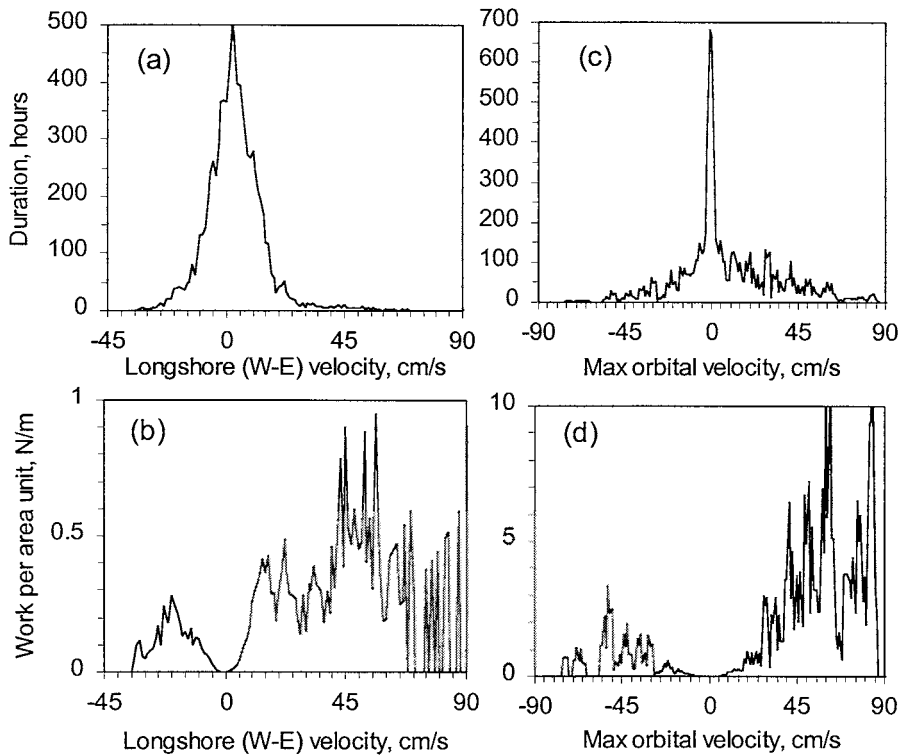 (a)
Duration, hours
500
400
300
200
100
0
-45 0 45 90
Longshore (W-E) velocity, cm/s
(c)
700
600
500
400
300
200
100
0
-90 -45 0 45 90
Max orbital velocity, cm/s
(b)
Work per area unit, N/m
1
0.5
0
-45 0 45 90
Longshore (W-E) velocity, cm/s
(d)
10
5
0
-90 -45 0 45 90
Max orbital velocity, cm/s